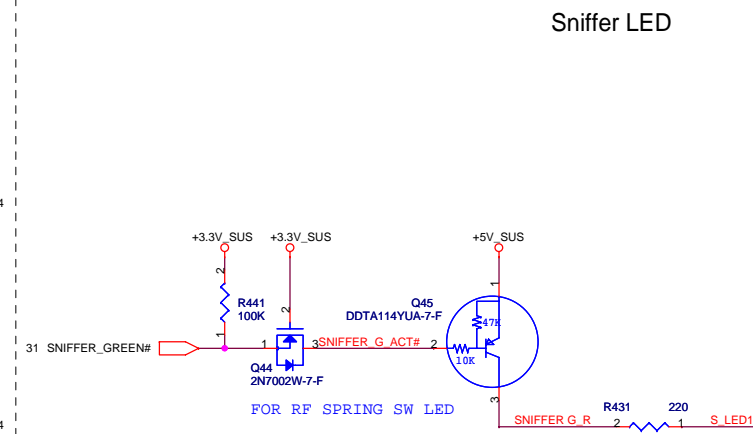 Sniffer LED
4
+3.3V_SUS +3.3V_SUS +5V_SUS
2 2 1
R441
100K
Q45
DDTA114YUA-7-F
47K
1
31 SNIFFER_GREEN# 1 3 SNIFFER_G_ACT# 2
10K
Q44
2N7002W-7-F
3
FOR RF SPRING SW LED
R431 220
SNIFFER G_R 2 1 S_LED1
4